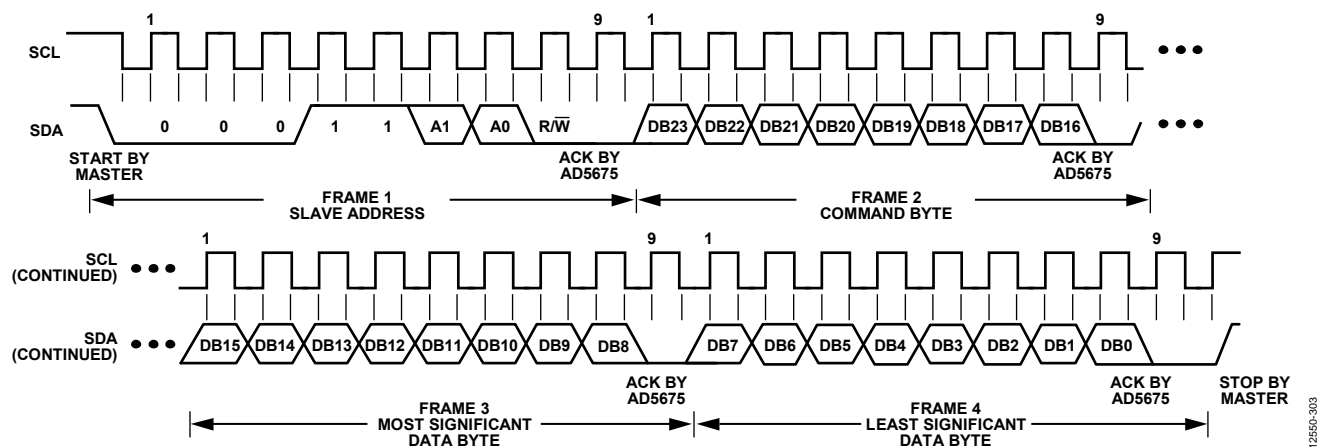 1 9 1 9
SCL
SDA 0 0 0 1 1 A1 A0 R/W̅ DB23 DB22 DB21 DB20 DB19 DB18 DB17 DB16
START BY
MASTER
ACK BY
AD5675
ACK BY
AD5675
FRAME 1
SLAVE ADDRESS
FRAME 2
COMMAND BYTE
1 9 1 9
SCL
(CONTINUED)
SDA
(CONTINUED)
DB15 DB14 DB13 DB12 DB11 DB10 DB9 DB8 DB7 DB6 DB5 DB4 DB3 DB2 DB1 DB0
ACK BY
AD5675
ACK BY
AD5675
STOP BY
MASTER
FRAME 3
MOST SIGNIFICANT
DATA BYTE
FRAME 4
LEAST SIGNIFICANT
DATA BYTE
12550-303